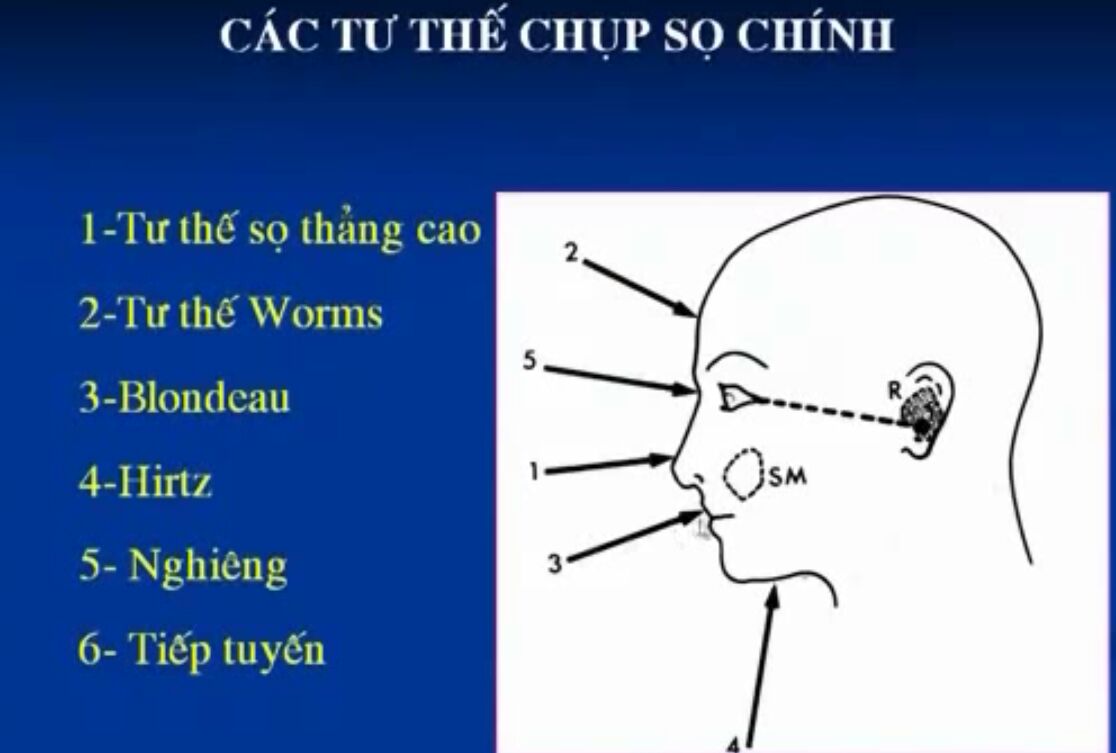 CÁC TƯ THẾ CHỤP SỌ CHÍNH
1-Tư thế sọ thẳng cao
2-Tư thế Worms
3-Blondeau
4-Hirtz
5- Nghiêng
6- Tiếp tuyến
2
5
R
1
SM
3
4